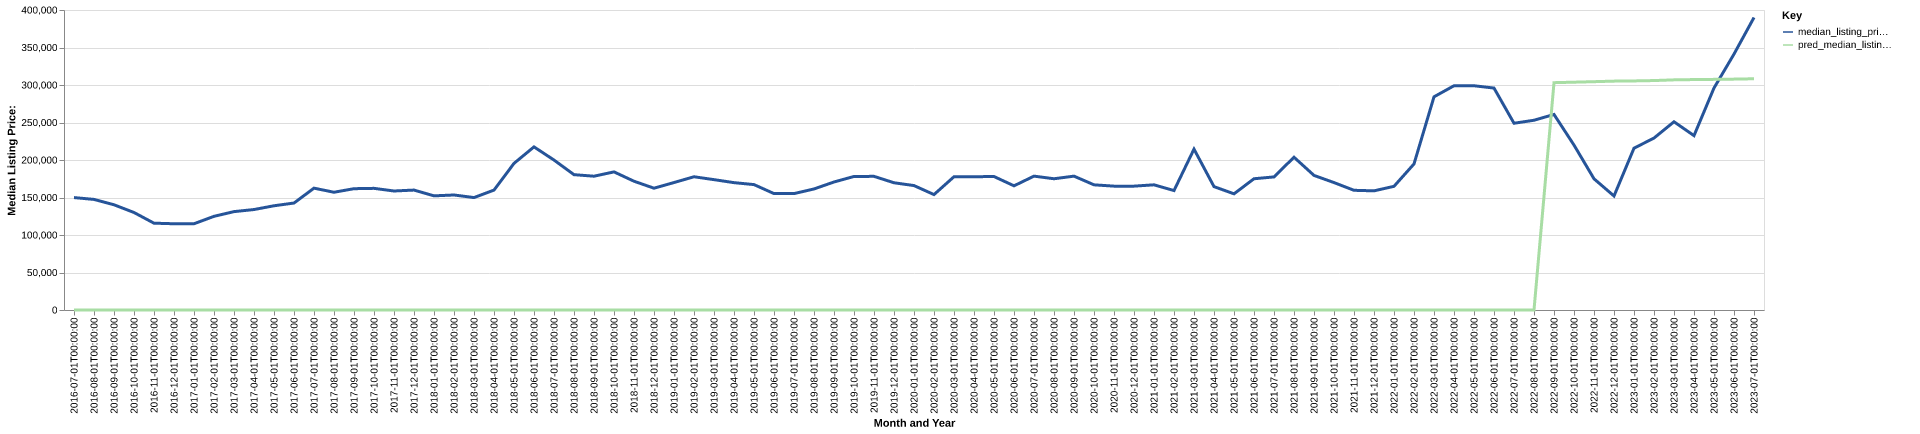 400,000
350,000
300,000
250,000
200,000
150,000
100,000
50,000
0
Median Listing Price:
2016-07-01T00:00:00
2016-08-01T00:00:00
2016-09-01T00:00:00
2016-10-01T00:00:00
2016-11-01T00:00:00
2016-12-01T00:00:00
2017-01-01T00:00:00
2017-02-01T00:00:00
2017-03-01T00:00:00
2017-04-01T00:00:00
2017-05-01T00:00:00
2017-06-01T00:00:00
2017-07-01T00:00:00
2017-08-01T00:00:00
2017-09-01T00:00:00
2017-10-01T00:00:00
2017-11-01T00:00:00
2017-12-01T00:00:00
2018-01-01T00:00:00
2018-02-01T00:00:00
2018-03-01T00:00:00
2018-04-01T00:00:00
2018-05-01T00:00:00
2018-06-01T00:00:00
2018-07-01T00:00:00
2018-08-01T00:00:00
2018-09-01T00:00:00
2018-10-01T00:00:00
2018-11-01T00:00:00
2018-12-01T00:00:00
2019-01-01T00:00:00
2019-02-01T00:00:00
2019-03-01T00:00:00
2019-04-01T00:00:00
2019-05-01T00:00:00
2019-06-01T00:00:00
2019-07-01T00:00:00
2019-08-01T00:00:00
2019-09-01T00:00:00
2019-10-01T00:00:00
2019-11-01T00:00:00
2019-12-01T00:00:00
2020-01-01T00:00:00
2020-02-01T00:00:00
2020-03-01T00:00:00
2020-04-01T00:00:00
2020-05-01T00:00:00
2020-06-01T00:00:00
2020-07-01T00:00:00
2020-08-01T00:00:00
2020-09-01T00:00:00
2020-10-01T00:00:00
2020-11-01T00:00:00
2020-12-01T00:00:00
2021-01-01T00:00:00
2021-02-01T00:00:00
2021-03-01T00:00:00
2021-04-01T00:00:00
2021-05-01T00:00:00
2021-06-01T00:00:00
2021-07-01T00:00:00
2021-08-01T00:00:00
2021-09-01T00:00:00
2021-10-01T00:00:00
2021-11-01T00:00:00
2021-12-01T00:00:00
2022-01-01T00:00:00
2022-02-01T00:00:00
2022-03-01T00:00:00
2022-04-01T00:00:00
2022-05-01T00:00:00
2022-06-01T00:00:00
2022-07-01T00:00:00
2022-08-01T00:00:00
2022-09-01T00:00:00
2022-10-01T00:00:00
2022-11-01T00:00:00
2022-12-01T00:00:00
2023-01-01T00:00:00
2023-02-01T00:00:00
2023-03-01T00:00:00
2023-04-01T00:00:00
2023-05-01T00:00:00
2023-06-01T00:00:00
2023-07-01T00:00:00
Month and Year
Key
median_listing_pri…
pred_median_listin…